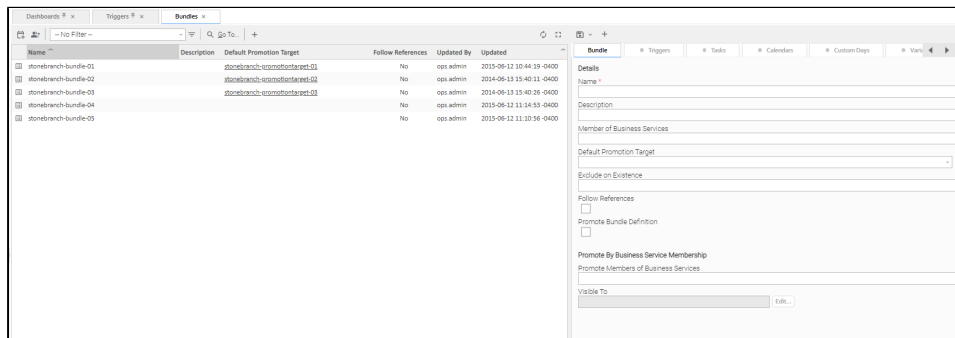 Dashboards
Triggers
Bundles
-- No Filter --
Go To...
Name Description Default Promotion Target Follow References Updated By Updated
stonebranch-bundle-01 stonebranch-promotiontarget-01 No ops.admin 2015-06-12 10:44:19 -0400
stonebranch-bundle-02 stonebranch-promotiontarget-02 No ops.admin 2014-06-13 15:40:11 -0400
stonebranch-bundle-03 stonebranch-promotiontarget-03 No ops.admin 2014-06-13 15:40:26 -0400
stonebranch-bundle-04 No ops.admin 2015-06-12 11:14:53 -0400
stonebranch-bundle-05 No ops.admin 2015-06-12 11:10:56 -0400
Bundle Triggers Tasks Calendars Custom Days Vari
Details
Name *
Description
Member of Business Services
Default Promotion Target
Exclude on Existence
Follow References
Promote Bundle Definition
Promote By Business Service Membership
Promote Members of Business Services
Visible To
Edit...